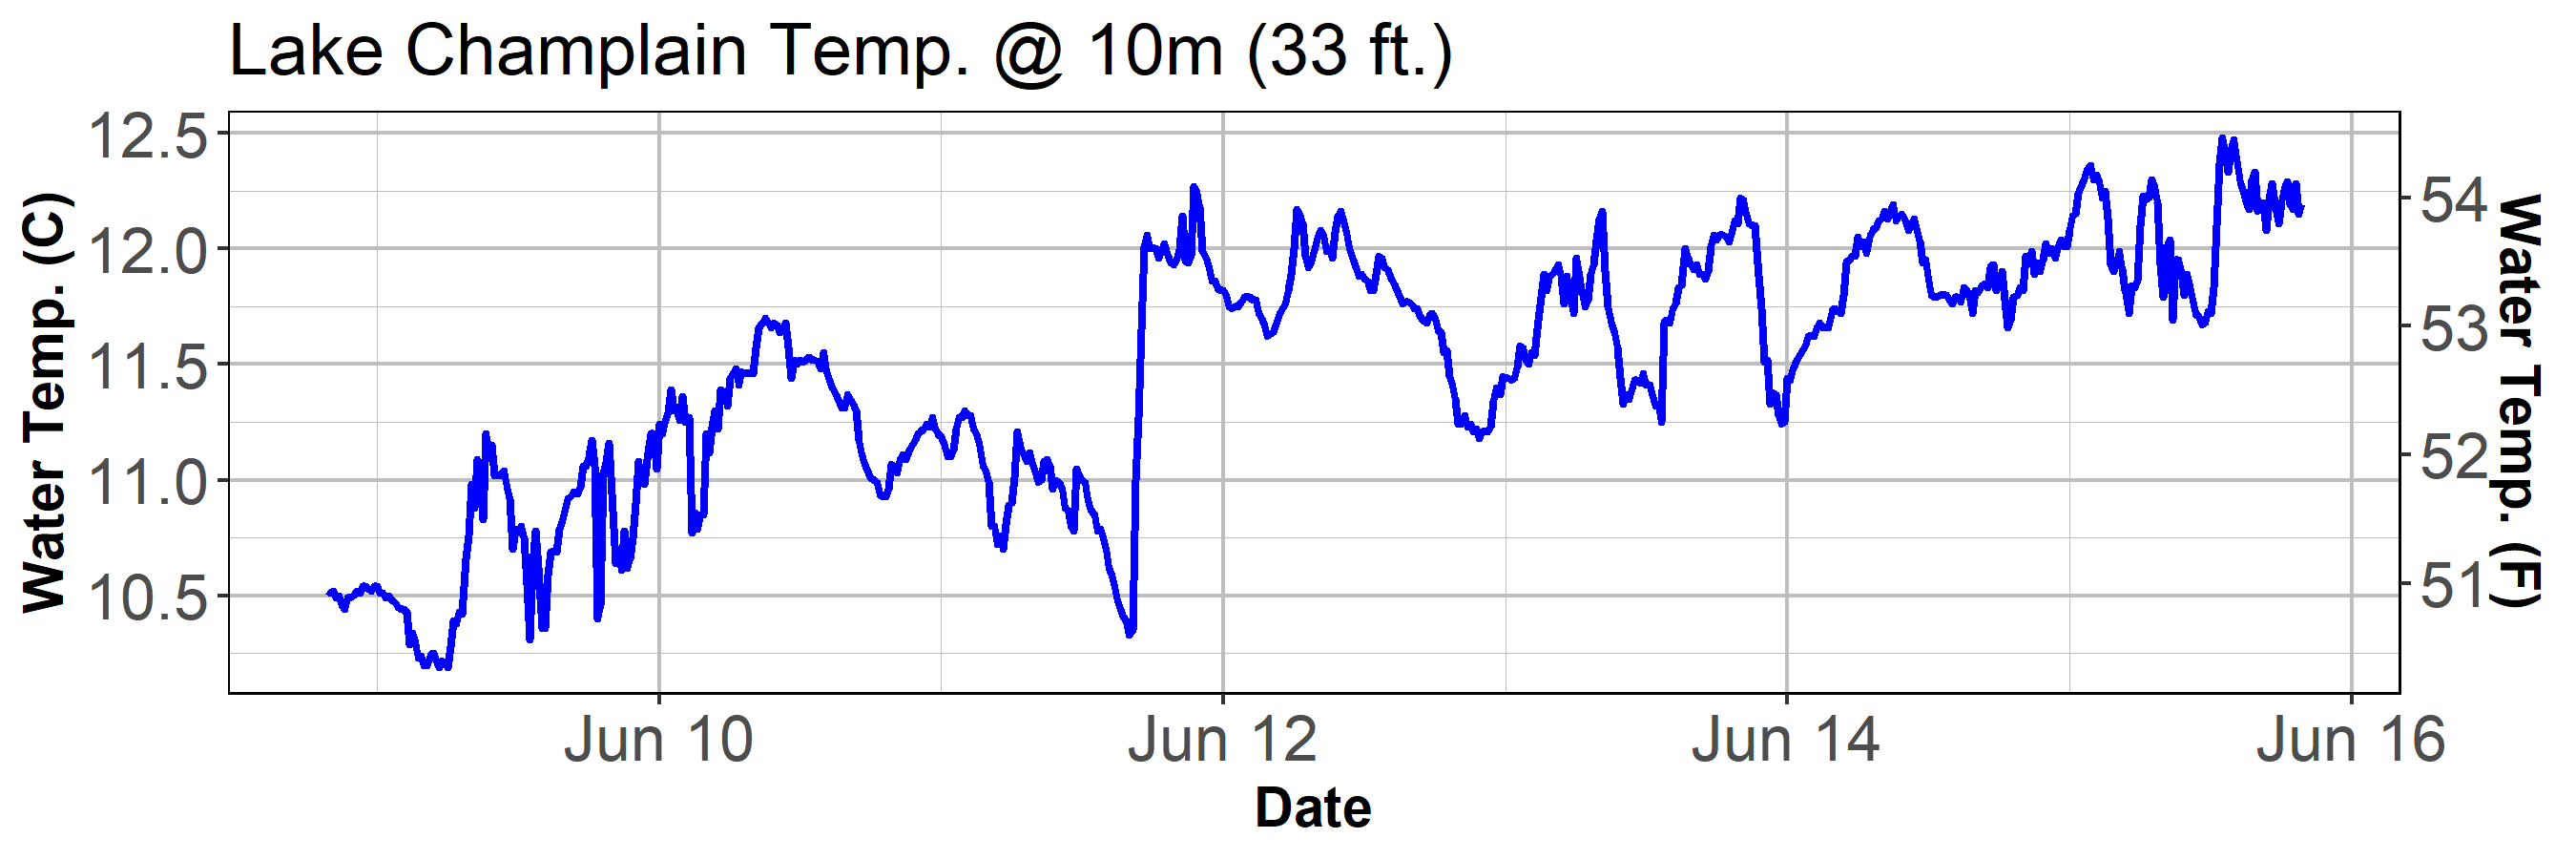 Lake Champlain Temp. @ 10m (33 ft.)
Water Temp. (C)
12.5
12.0
11.5
11.0
10.5
54
53
52
51
Water Temp. (F)
Jun 10
Jun 12
Jun 14
Jun 16
Date